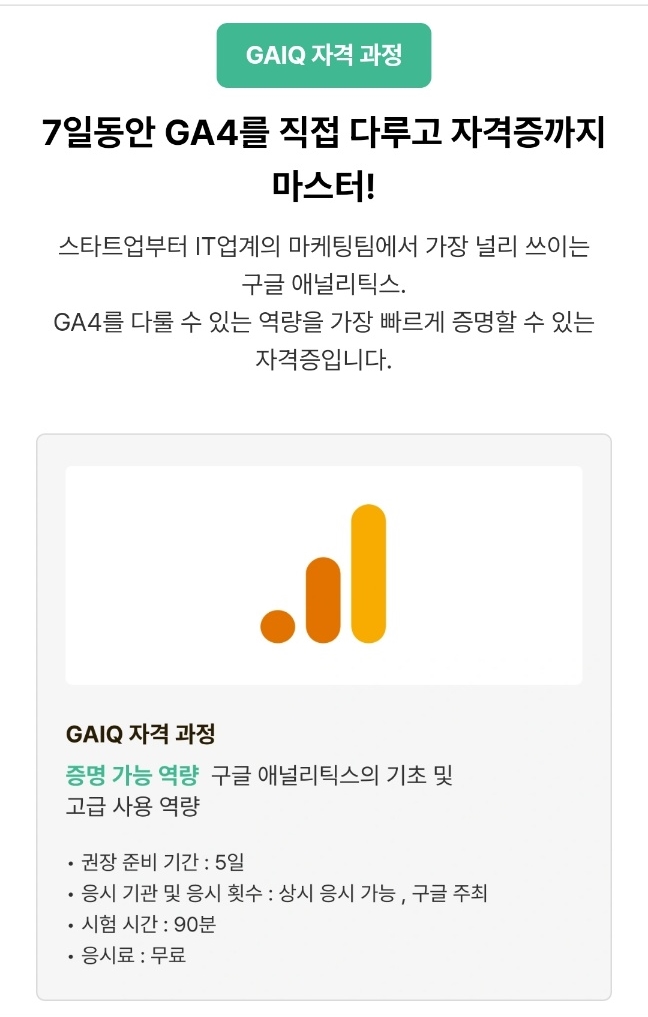 GAIQ 자격 과정
7일동안 GA4를 직접 다루고 자격증까지
마스터!
스타트업부터 IT업계의 마케팅팀에서 가장 널리 쓰이는
구글 애널리틱스.
GA4를 다룰 수 있는 역량을 가장 빠르게 증명할 수 있는
자격증입니다.
GAIQ 자격 과정
증명 가능 역량 구글 애널리틱스의 기초 및
고급 사용 역량
• 권장 준비 기간 : 5일
• 응시 기관 및 응시 횟수 : 상시 응시 가능 , 구글 주최
• 시험 시간 : 90분
• 응시료 : 무료